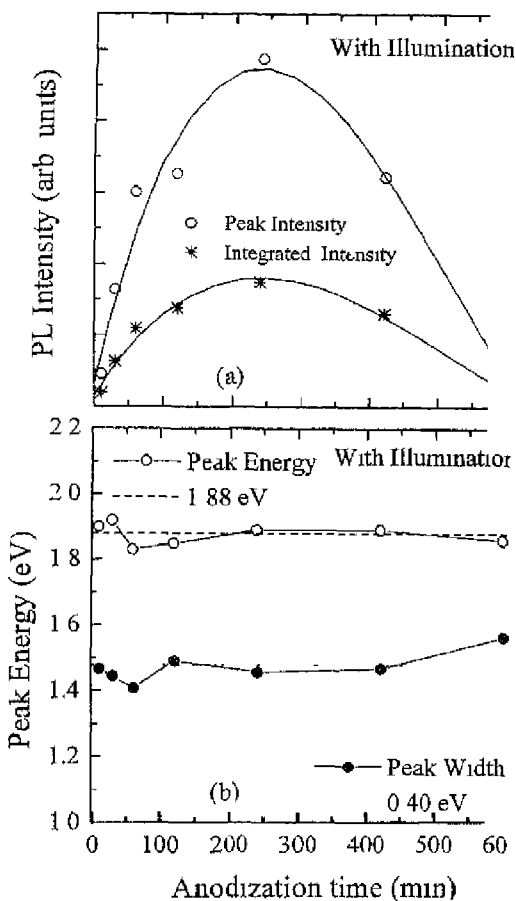 With Illumination
PL Intensity (arb units)
Peak Intensity
Integrated Intensity
(a)
2 2
2 0
1 8
1 6
1.4
1 2
1 0
Peak Energy (eV)
Peak Energy With Illumination
1 88 eV
Peak Width
0 40 eV
(b)
0 100 200 300 400 500 60
Anodization time (min)